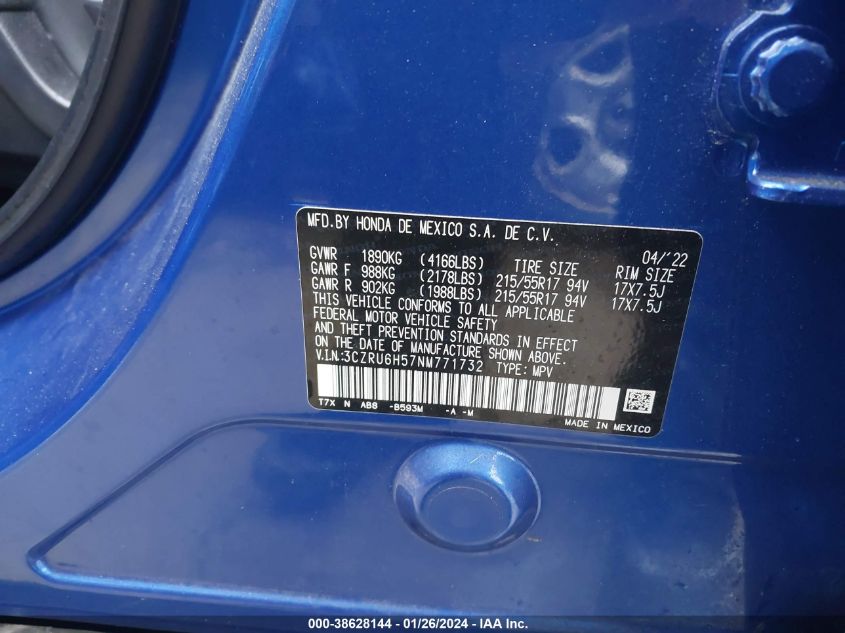 MFD.BY HONDA DE MEXICO S.A. DE C.V.
04/'22
GVWR 1890KG (4166LBS) TIRE SIZE RIM SIZE
GAWR F 988KG (2178LBS) 215/55R17 94V 17X7.5J
GAWR R 902KG (1988LBS) 215/55R17 94V 17X7.5J
THIS VEHICLE CONFORMS TO ALL APPLICABLE
FEDERAL MOTOR VEHICLE SAFETY
AND THEFT PREVENTION STANDARDS IN EFFECT
ON THE DATE OF MANUFACTURE SHOWN ABOVE.
V.I.N:3CZRU6H57NM771732 TYPE: MPV
T7X N ABS -B593M -A -M
MADE IN MEXICO
000-38628144 - 01/26/2024 - IAA Inc.